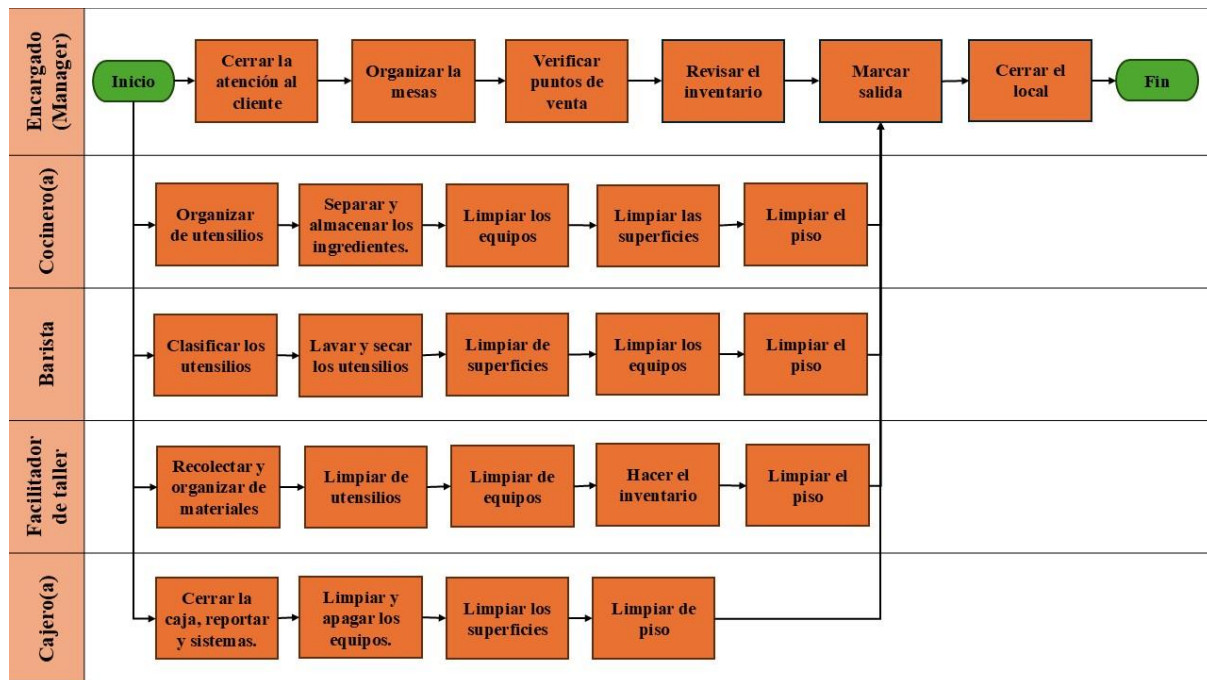 Encargado
(Manager)
Inicio
Cerrar la
atención al
cliente
Organizar la
mesas
Verificar
puntos de
venta
Revisar el
inventario
Marcar
salida
Cerrar el
local
Fin
Cocinero(a)
Organizar
de utensilios
Separar y
almacenar los
ingredientes.
Limpiar los
equipos
Limpiar las
superficies
Limpiar el
piso
Barista
Clasificar los
utensilios
Lavar y secar
los utensilios
Limpiar de
superficies
Limpiar los
equipos
Limpiar el
piso
Facilitador
de taller
Recolectar y
organizar de
materiales
Limpiar de
utensilios
Limpiar de
equipos
Hacer el
inventario
Limpiar el
piso
Cajero(a)
Cerrar la
caja, reportar
y sistemas.
Limpiar y
apagar los
equipos.
Limpiar los
superficies
Limpiar de
piso